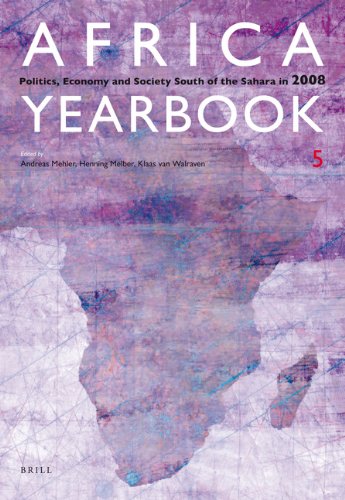 AFRICA
Politics, Economy and Society South of the Sahara in 2008
YEARBOOK
Edited by
Andreas Mehler, Henning Melber, Klaas van Walraven
5
BRILL